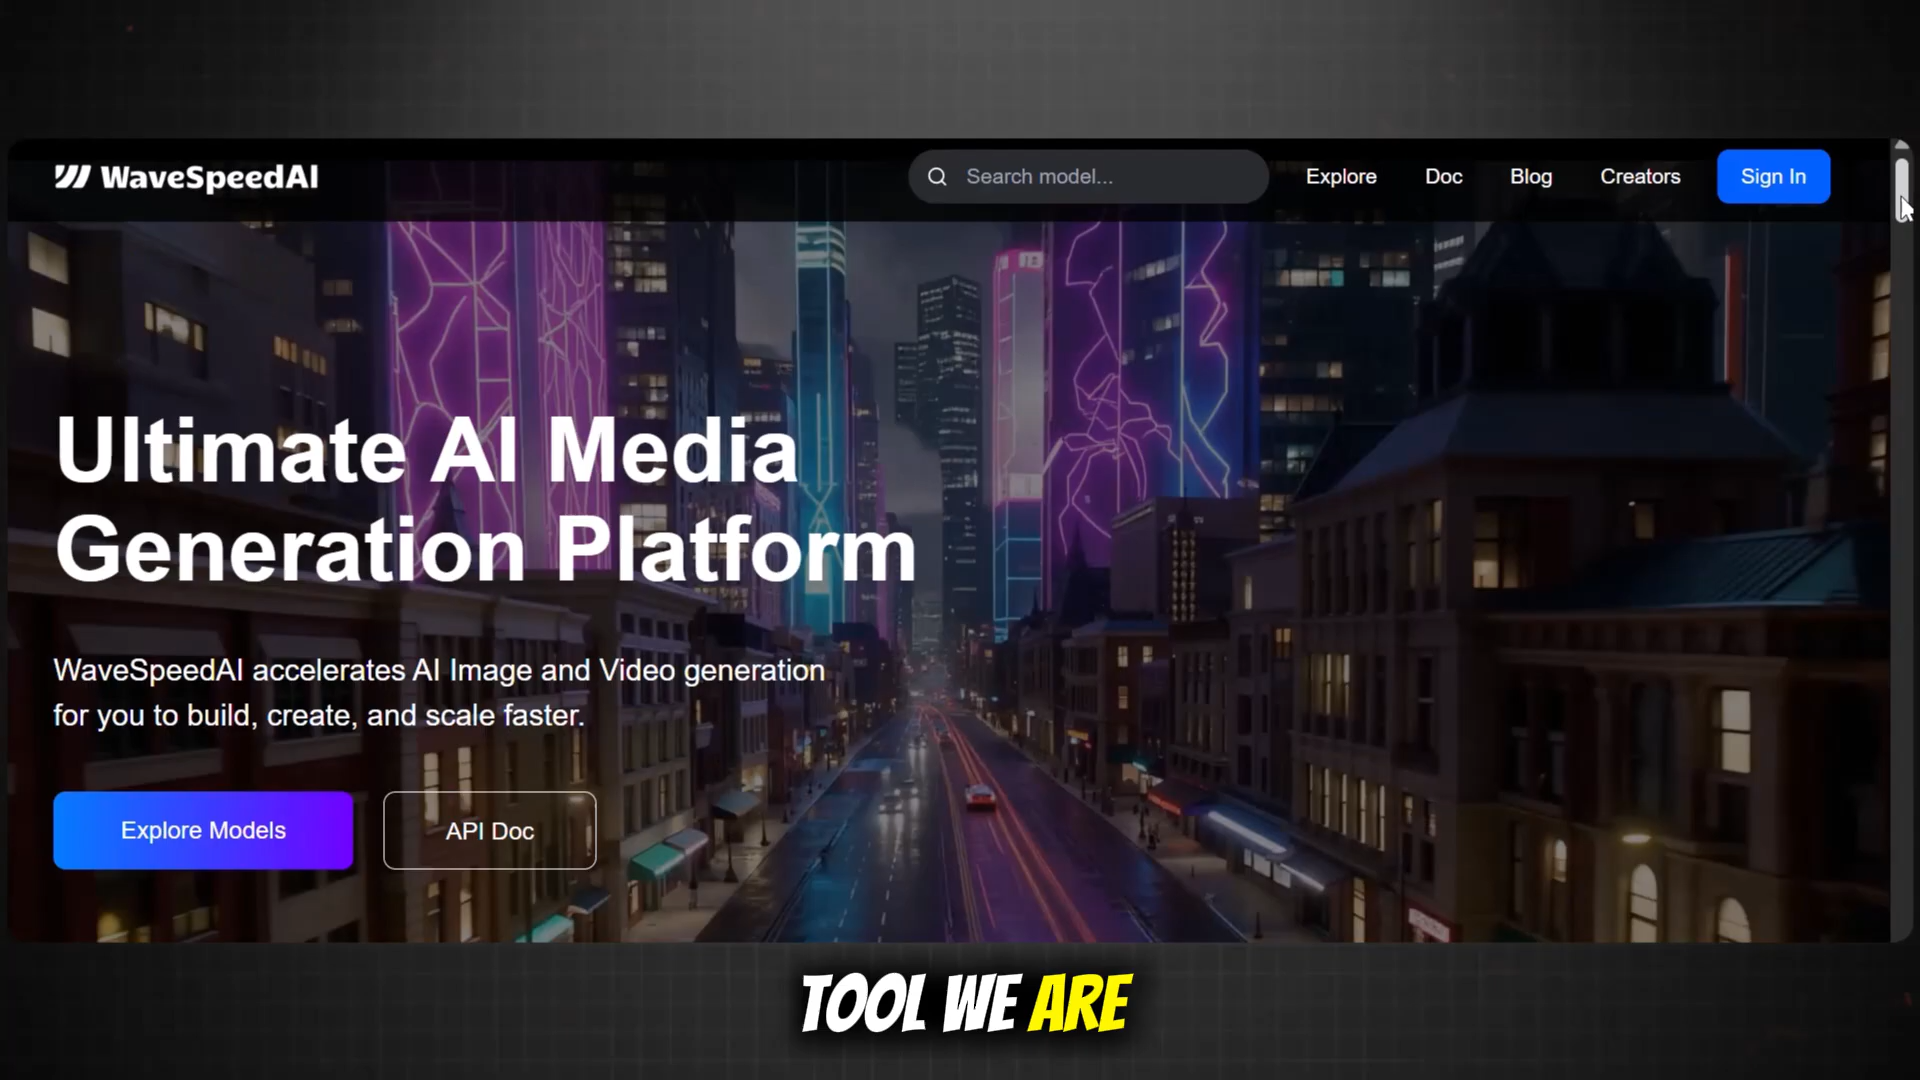 WaveSpeedAI
Search model...
Explore
Doc
Blog
Creators
Sign In
Ultimate AI Media
Generation Platform
WaveSpeedAI accelerates AI Image and Video generation
for you to build, create, and scale faster.
Explore Models
API Doc
TOOL WE ARE